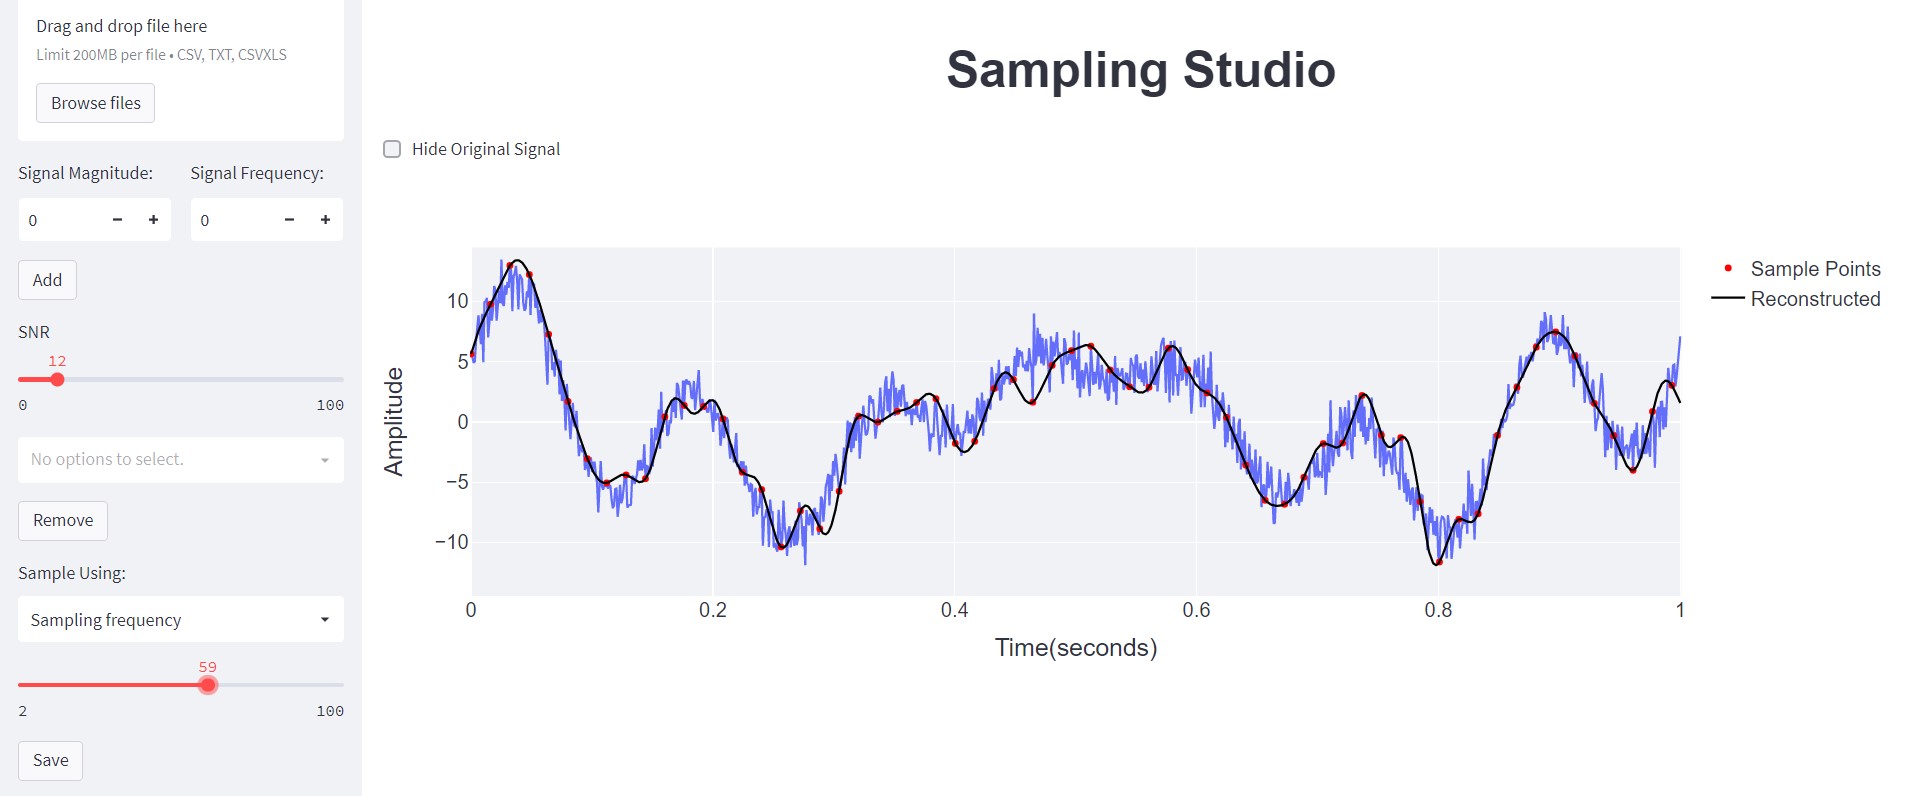 Drag and drop file here
Limit 200MB per file • CSV, TXT, CSVXLS
Browse files
Signal Magnitude: Signal Frequency:
0 − + 0 − +
Add
SNR
12
0 100
No options to select.
Remove
Sample Using:
Sampling frequency
59
2 100
Save
Sampling Studio
Hide Original Signal
10
5
0
−5
−10
Amplitude
0 0.2 0.4 0.6 0.8 1
Time(seconds)
Sample Points
Reconstructed